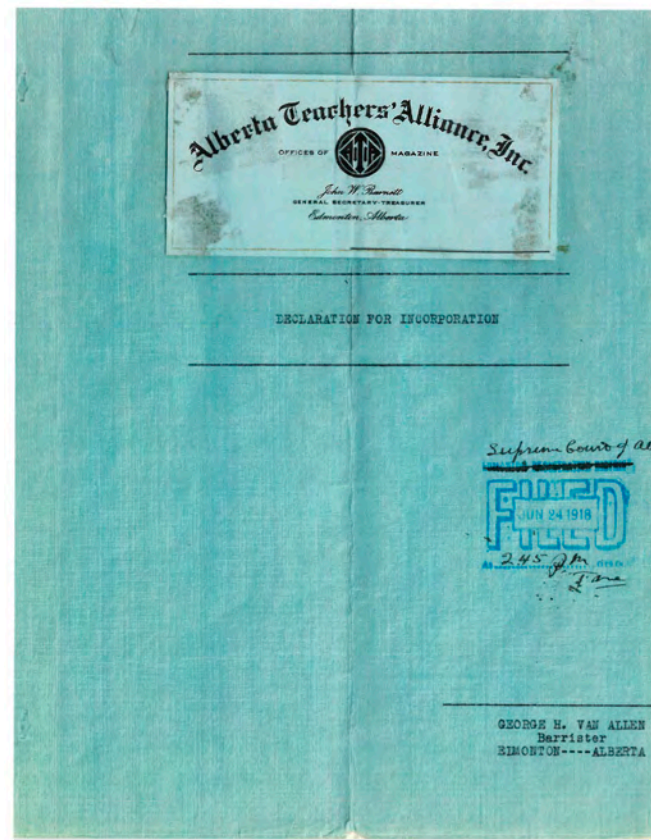 Alberta Teachers' Alliance, Inc.
OFFICES OF
MAGAZINE
John W. Barnett
GENERAL SECRETARY-TREASURER
Edmonton, Alberta
DECLARATION FOR INCORPORATION
Supreme Court of Al
FILED
JUN 24 1918
At 2.45 P.M.
GEORGE H. VAN ALLEN
Barrister
EDMONTON----ALBERTA